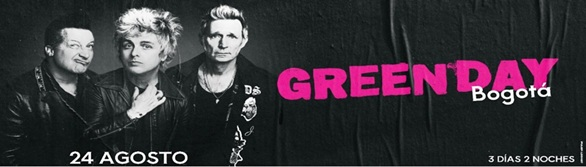 GREEN DAY
Bogotá
24 AGOSTO
3 DÍAS 2 NOCHES